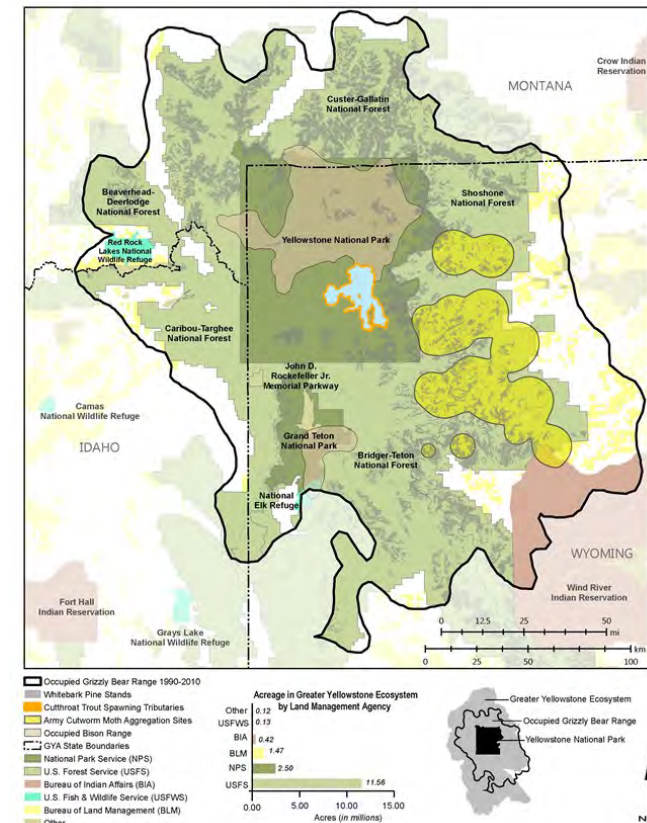 Crow Indian
Reservation
MONTANA
Custer-Gallatin
National Forest
Beaverhead-
Deerlodge
National Forest
Shoshone
National Forest
Yellowstone National Park
Red Rock
Lakes National
Wildlife Refuge
Caribou-Targhee
National Forest
John D.
Rockefeller Jr.
Memorial Parkway
Camas
National Wildlife Refuge
IDAHO
Grand Teton
National Park
Bridger-Teton
National Forest
National
Elk Refuge
WYOMING
Wind River
Indian Reservation
Fort Hall
Indian Reservation
Grays Lake
National Wildlife Refuge
0 12.5 25 50
mi
0 25 50 100
km
Occupied Grizzly Bear Range 1990-2010
Whitebark Pine Stands
Cutthroat Trout Spawning Tributaries
Army Cutworm Moth Aggregation Sites
Occupied Bison Range
GYA State Boundaries
National Park Service (NPS)
U.S. Forest Service (USFS)
Bureau of Indian Affairs (BIA)
U.S. Fish & Wildlife Service (USFWS)
Bureau of Land Management (BLM)
Other
Acreage in Greater Yellowstone Ecosystem
by Land Management Agency
Other 0.12
USFWS 0.13
BIA 0.42
BLM 1.47
NPS 2.50
USFS 11.56
0.00 5.00 10.00 15.00
Acres (in millions)
Greater Yellowstone Ecosystem
Occupied Grizzly Bear Range
Yellowstone National Park